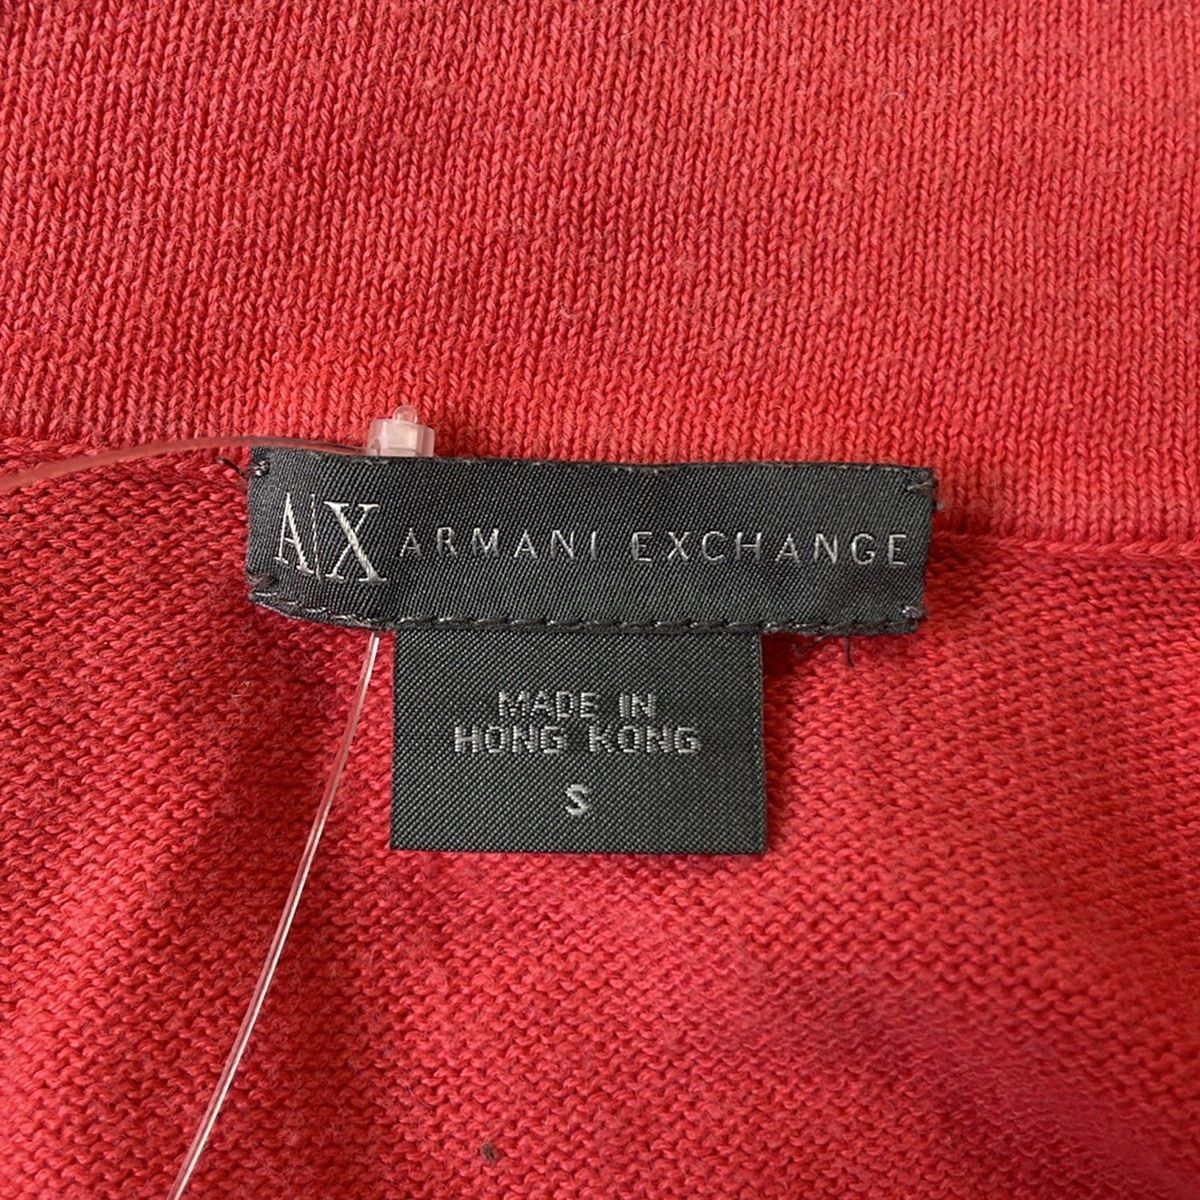 A|X ARMANI EXCHANGE
MADE IN
HONG KONG
S